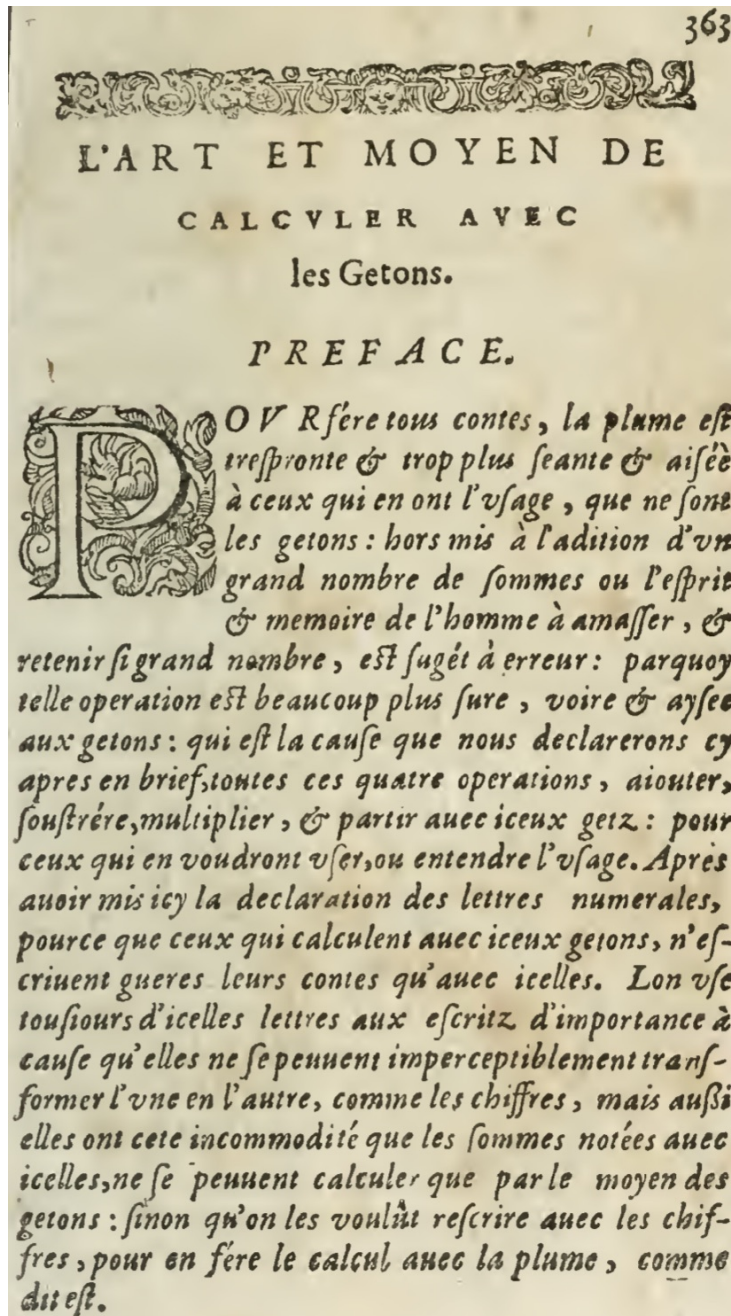 363
L'ART ET MOYEN DE
CALCVLER AVEC
les Getons.
PREFACE.
POVR fére tous contes, la plume eſt
treſpronte & trop plus ſeante & aiſéè
à ceux qui en ont l'vſage, que ne ſont
les getons: hors mis à l'adition d'vn
grand nombre de ſommes ou l'eſprit
& memoire de l'homme à amaſſer, &
retenir ſi grand nombre, eſt ſugét à erreur: parquoy
telle operation eſt beaucoup plus ſure, voire & ayſee
aux getons: qui eſt la cauſe que nous declarerons cy
apres en brief, toutes ces quatre operations, aiouter,
ſouſtrére, multiplier, & partir auec iceux getz: pour
ceux qui en voudront vſer, ou entendre l'vſage. Après
auoir mis icy la declaration des lettres numerales,
pource que ceux qui calculent auec iceux getons, n'eſ-
criuent gueres leurs contes qu'auec icelles. Lon vſe
touſiours d'icelles lettres aux eſcritz d'importance à
cauſe qu'elles ne ſe peuuent imperceptiblement tranſ-
former l'vne en l'autre, comme les chiffres, mais auſſi
elles ont cete incommodité que les ſommes notées auec
icelles, ne ſe peuuent calculer que par le moyen des
getons: ſinon qu'on les voulût reſcrire auec les chif-
fres, pour en fére le calcul auec la plume, comme
dit eſt.